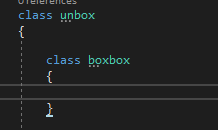 0 references
class unbox
{
class boxbox
{
}